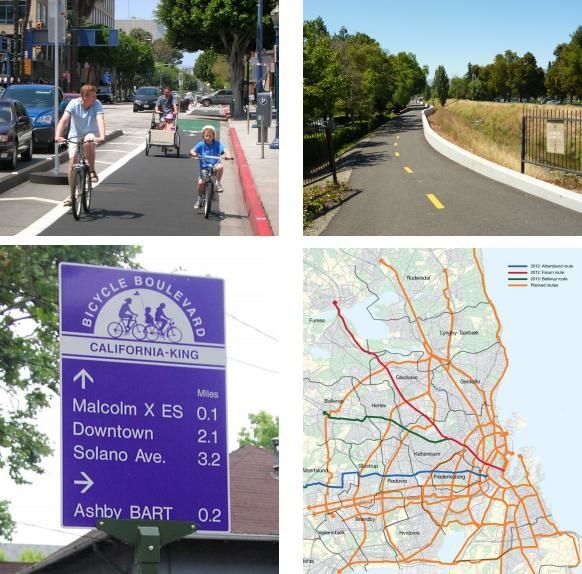 BICYCLE BOULEVARD
CALIFORNIA-KING
Miles
Malcolm X ES 0.1
Downtown 2.1
Solano Ave. 3.2
Ashby BART 0.2
2012: Albertslund route
2012: Farum route
2013: Ballerup route
Planned routes
Rudersdal
Furesø
Lyngby-Taarbæk
Gladsaxe
Gentofte
Ballerup
Herlev
København
Glostrup
Rødovre
Frederiksberg
Brøndby
Hvidovre